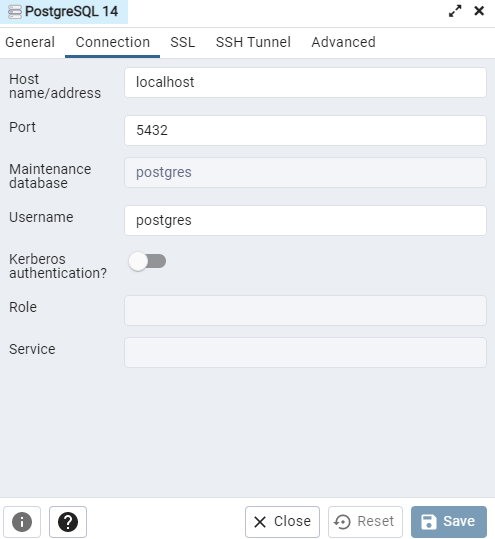 PostgreSQL 14
General Connection SSL SSH Tunnel Advanced
Host
name/address
localhost
Port
5432
Maintenance
database
postgres
Username
postgres
Kerberos
authentication?
Role
Service
Close Reset Save